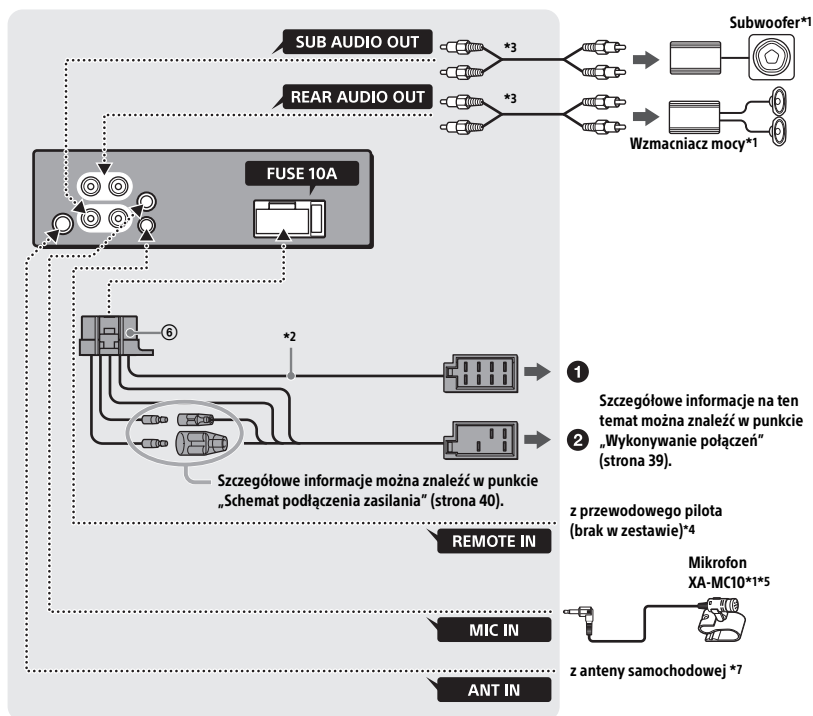 Subwoofer*1
SUB AUDIO OUT
*3
REAR AUDIO OUT
*3
Wzmacniacz mocy*1
FUSE 10A
⑥
*2
❶
Szczegółowe informacje na ten
temat można znaleźć w punkcie
„Wykonywanie połączeń”
(strona 39).
❷
Szczegółowe informacje można znaleźć w punkcie
„Schemat podłączenia zasilania” (strona 40).
z przewodowego pilota
(brak w zestawie)*4
REMOTE IN
Mikrofon
XA-MC10*1*5
MIC IN
z anteny samochodowej *7
ANT IN